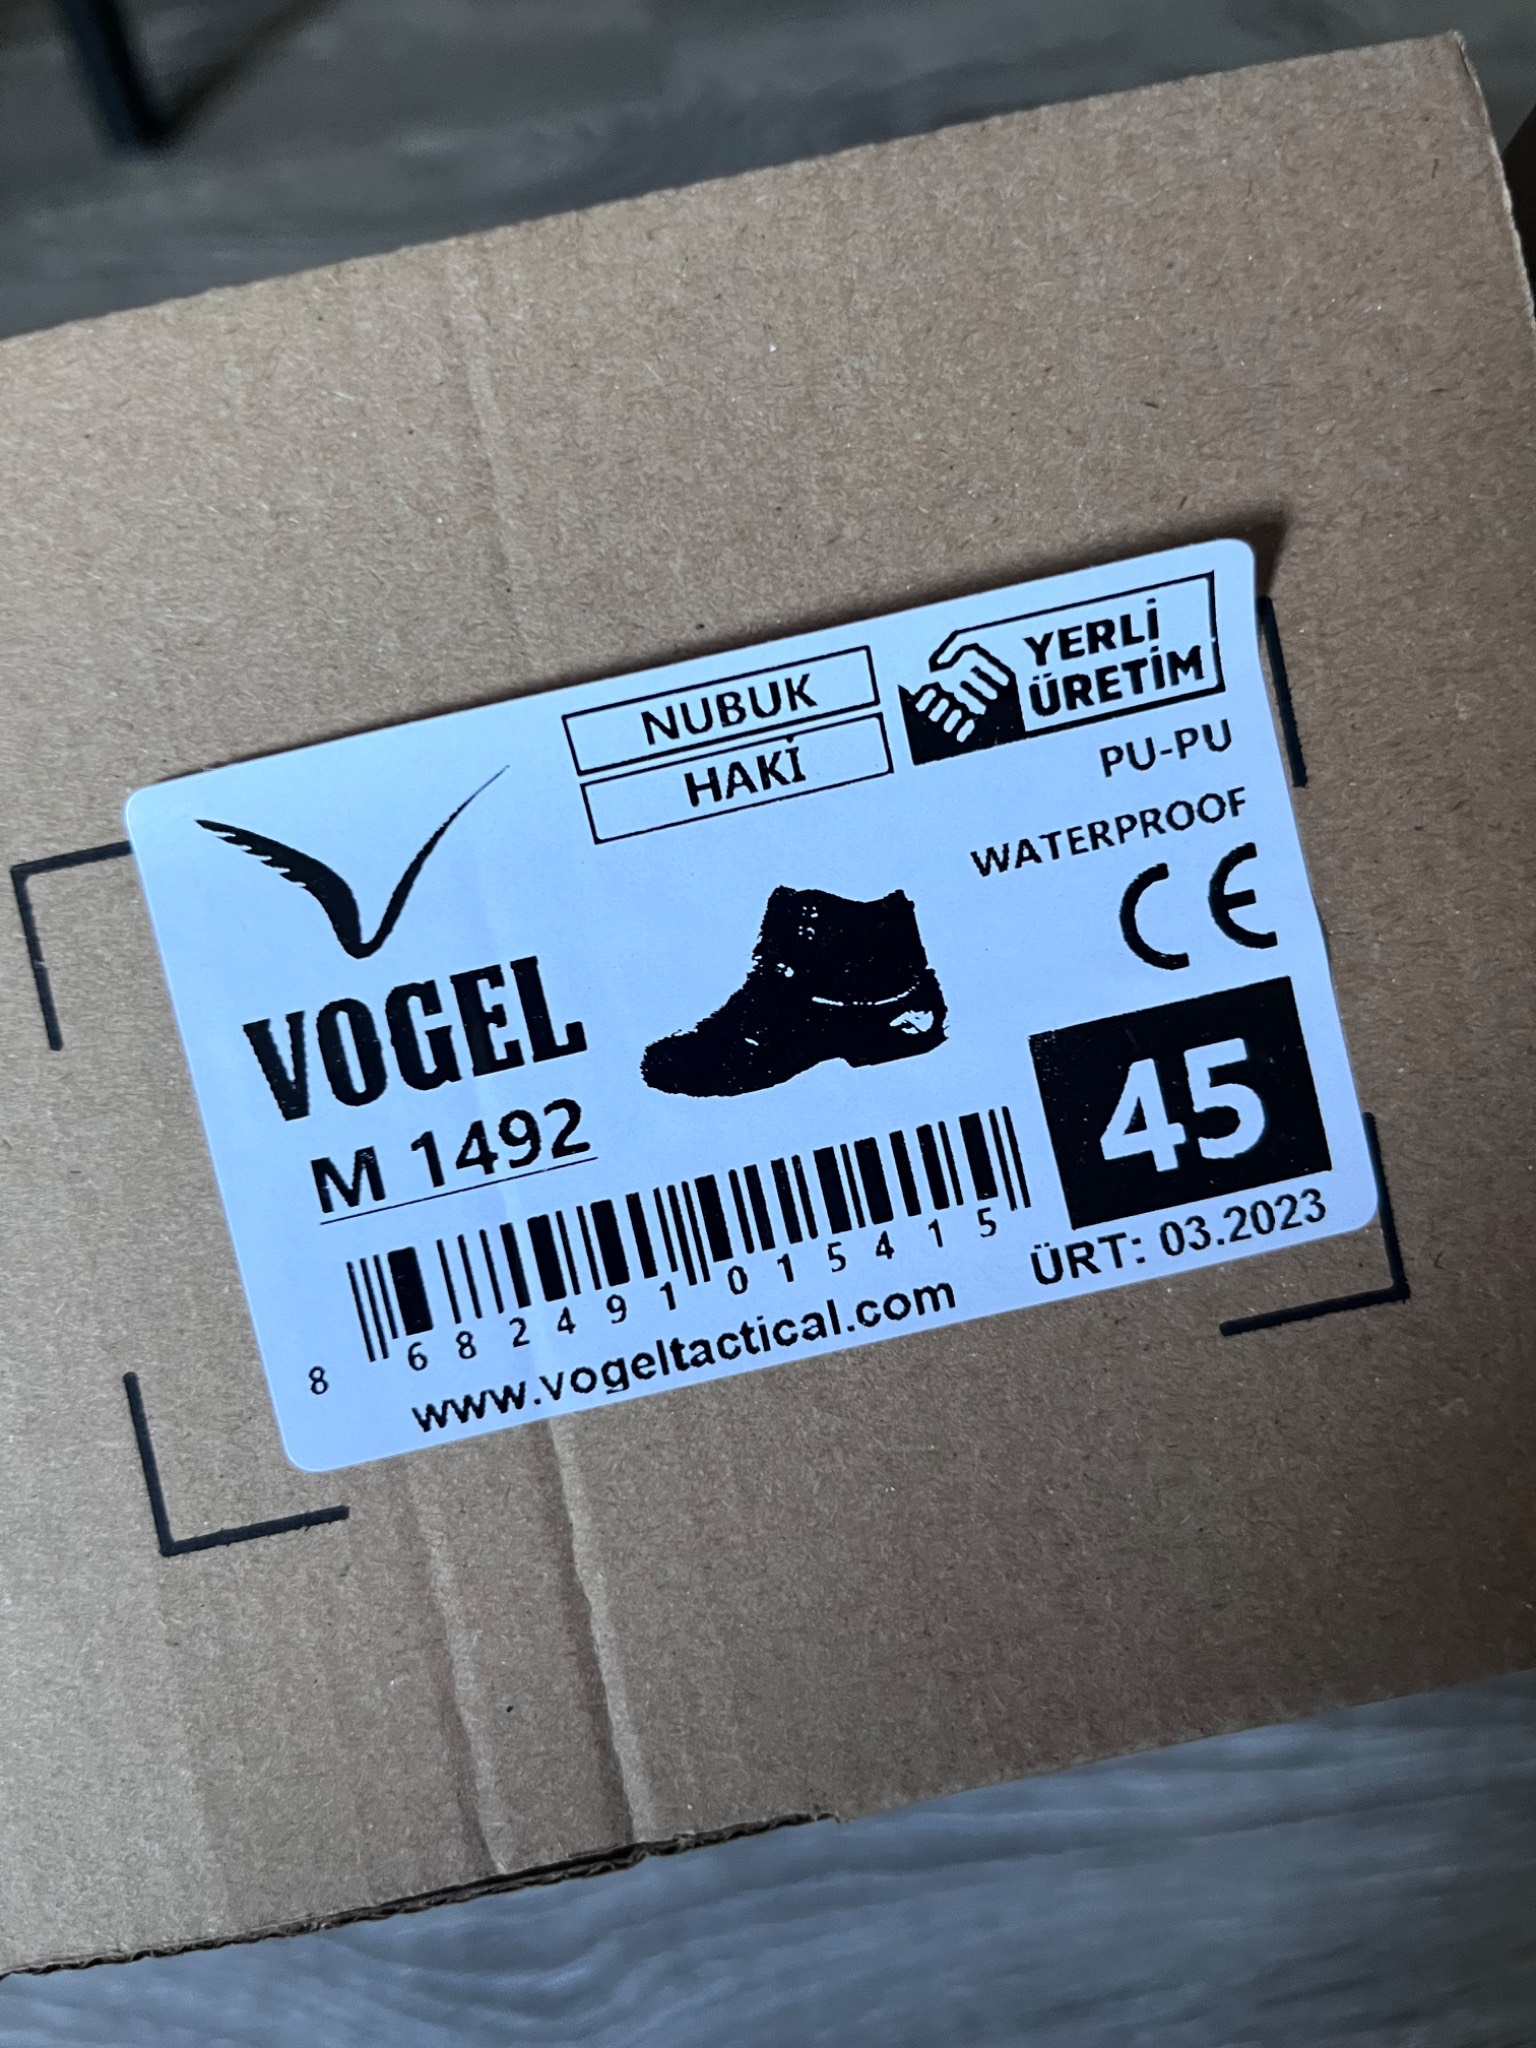 NUBUK
HAKİ
YERLİ
ÜRETİM
PU-PU
WATERPROOF
CE
VOGEL
M 1492
45
8 682491 015415
ÜRT: 03.2023
www.vogeltactical.com